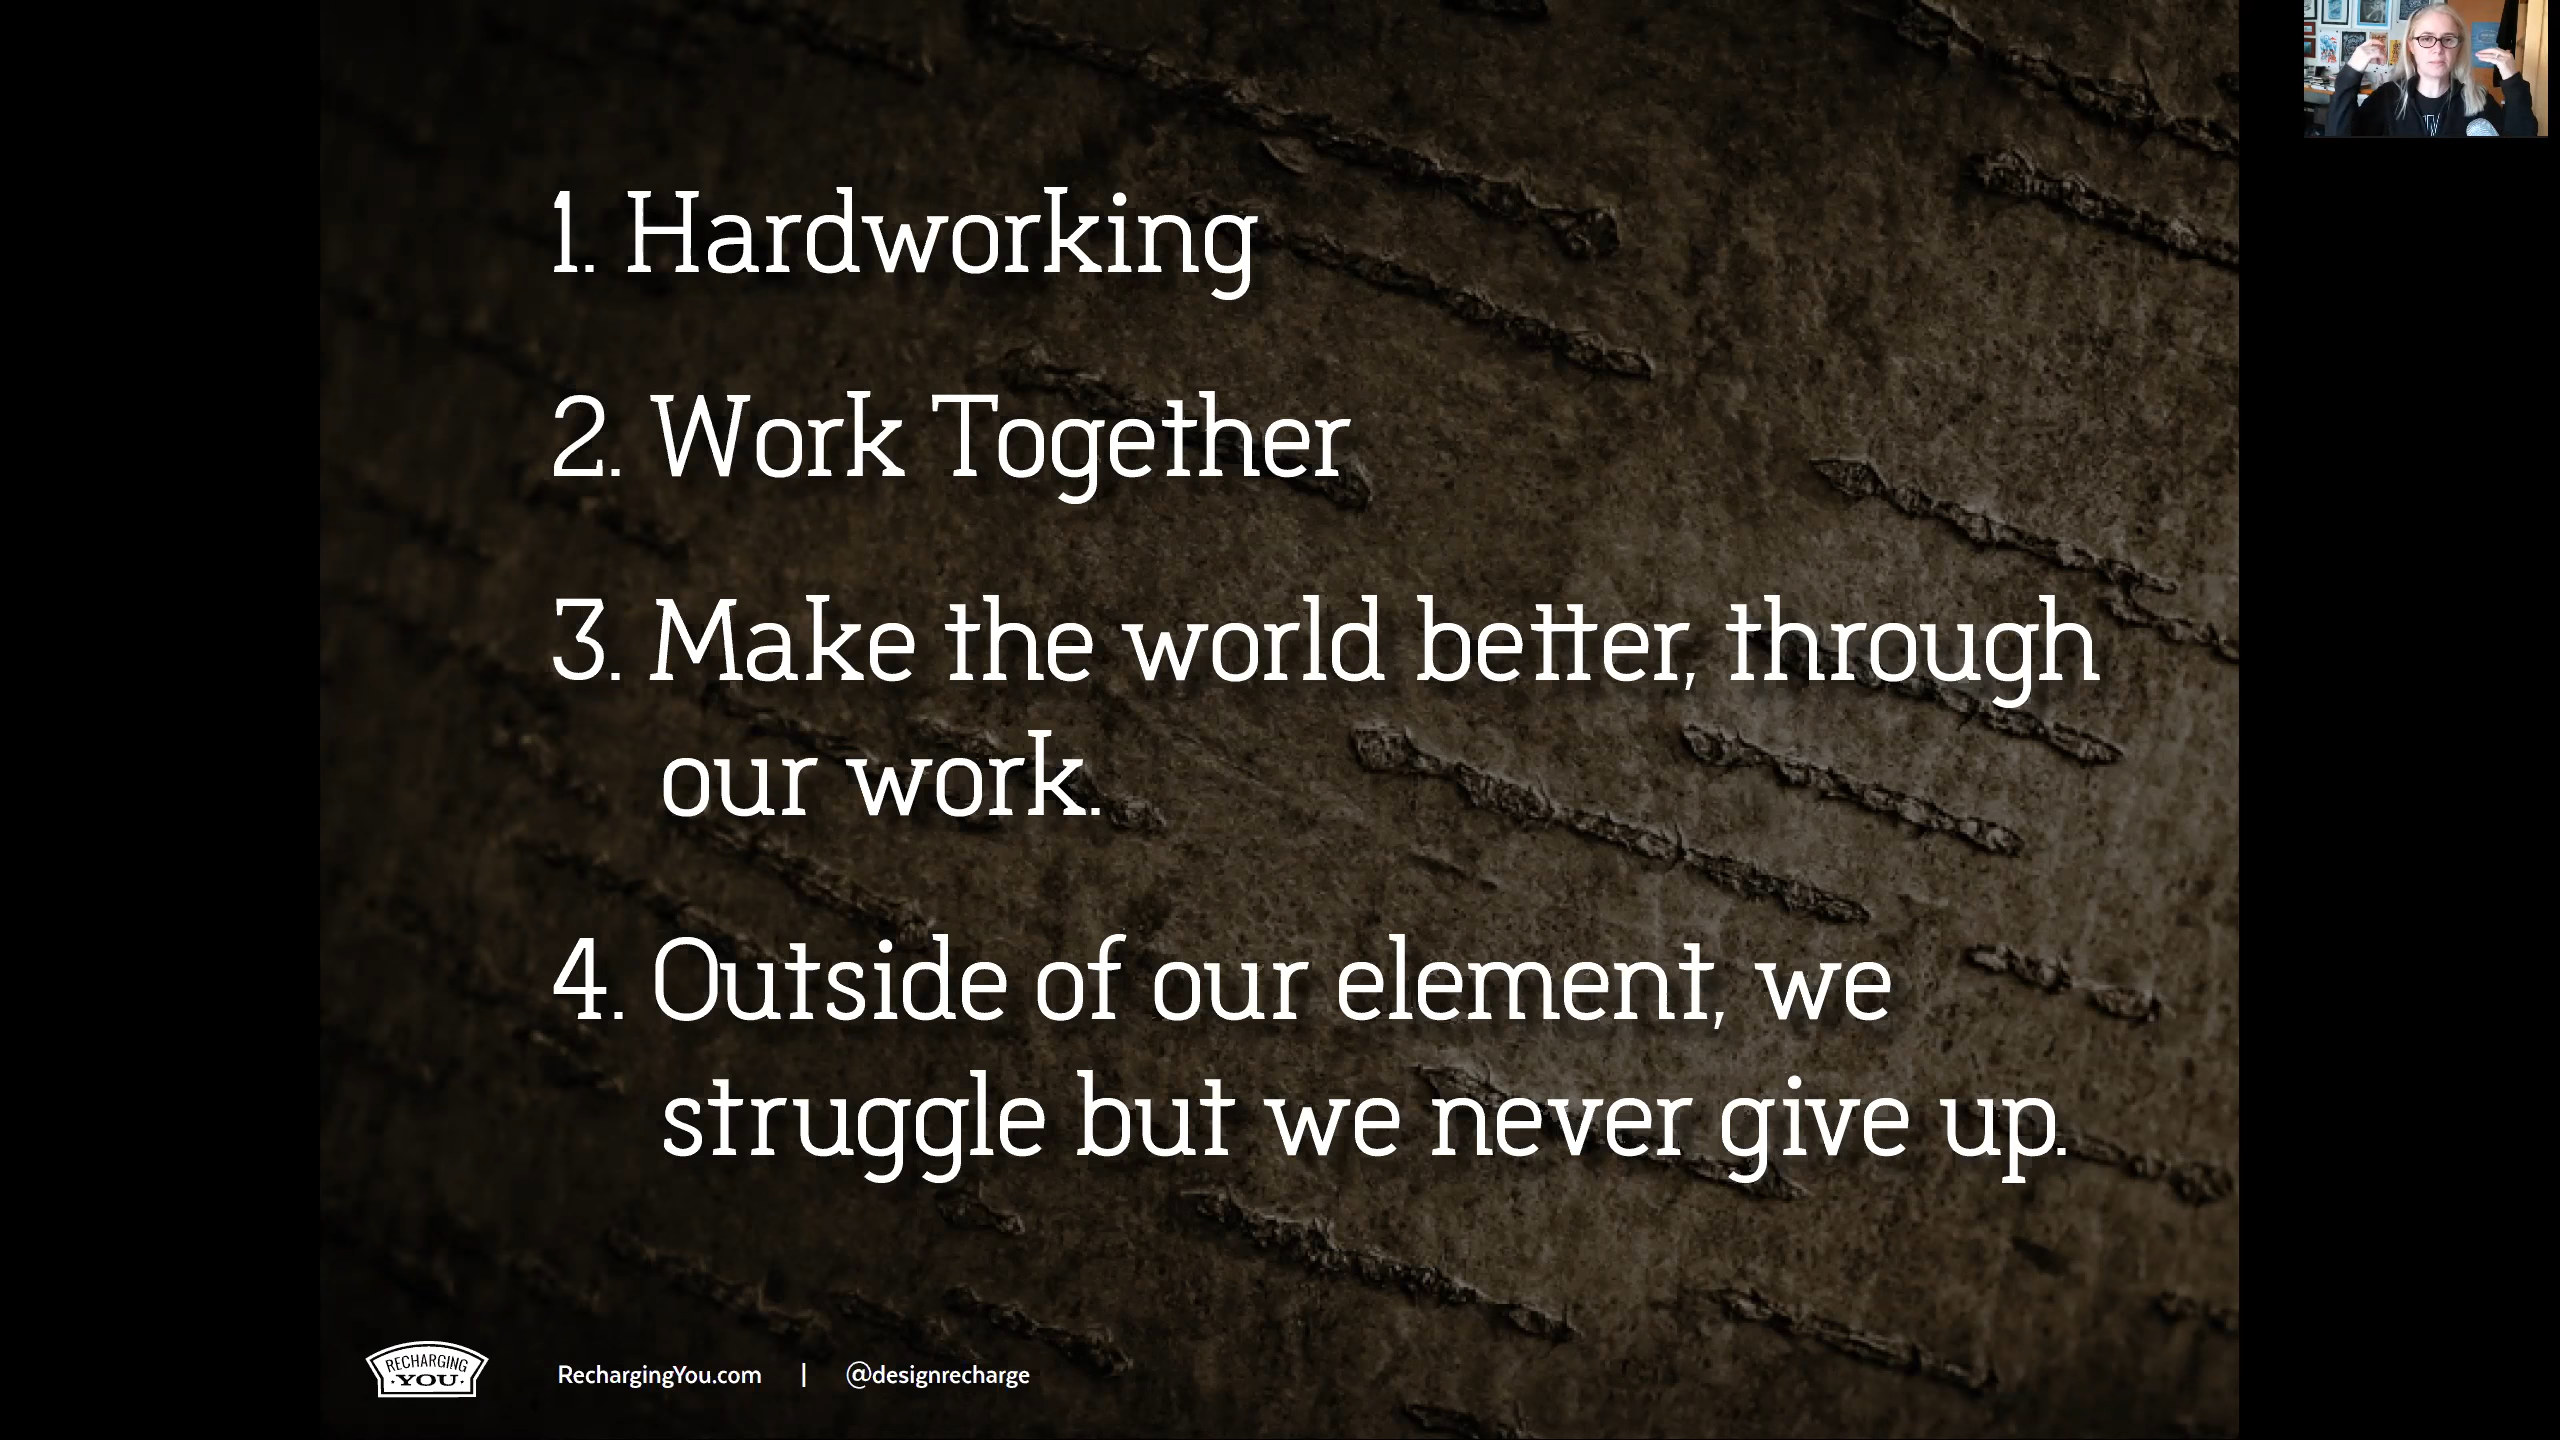 1. Hardworking
2. Work Together
3. Make the world better, through
our work.
4. Outside of our element, we
struggle but we never give up.
RECHARGING
·YOU·
RechargingYou.com | @designrecharge